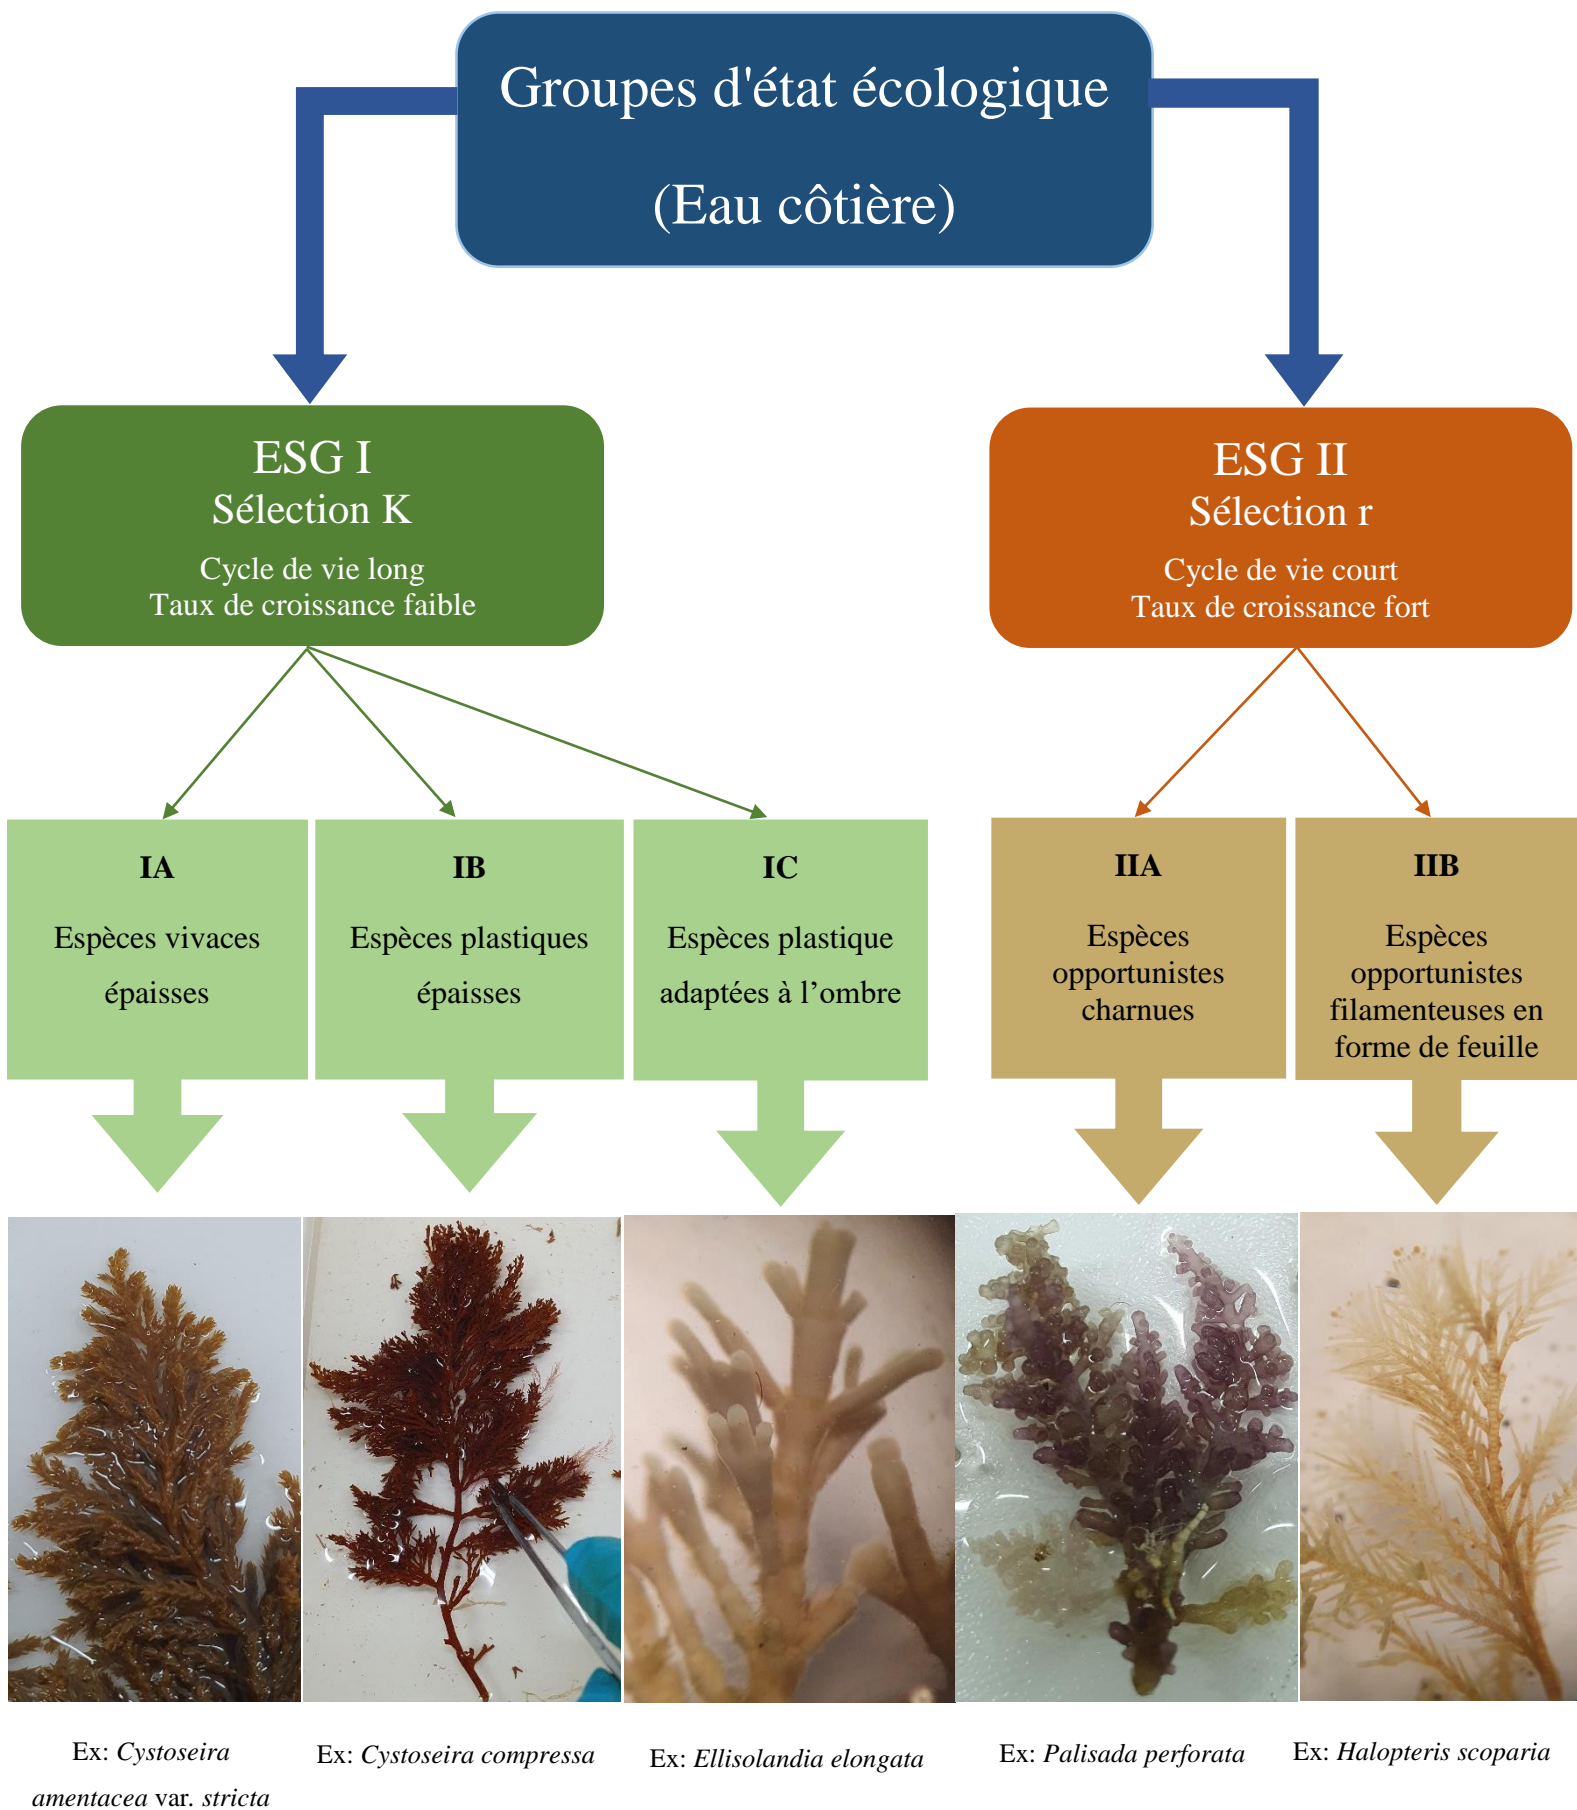 Groupes d'état écologique
(Eau côtière)
ESG I
Sélection K
Cycle de vie long
Taux de croissance faible
ESG II
Sélection r
Cycle de vie court
Taux de croissance fort
IA
Espèces vivaces
épaisses
IB
Espèces plastiques
épaisses
IC
Espèces plastique
adaptées à l’ombre
IIA
Espèces
opportunistes
charnues
IIB
Espèces
opportunistes
filamenteuses en
forme de feuille
Ex: Cystoseira
amentacea var. stricta
Ex: Cystoseira compressa
Ex: Ellisolandia elongata
Ex: Palisada perforata
Ex: Halopteris scoparia